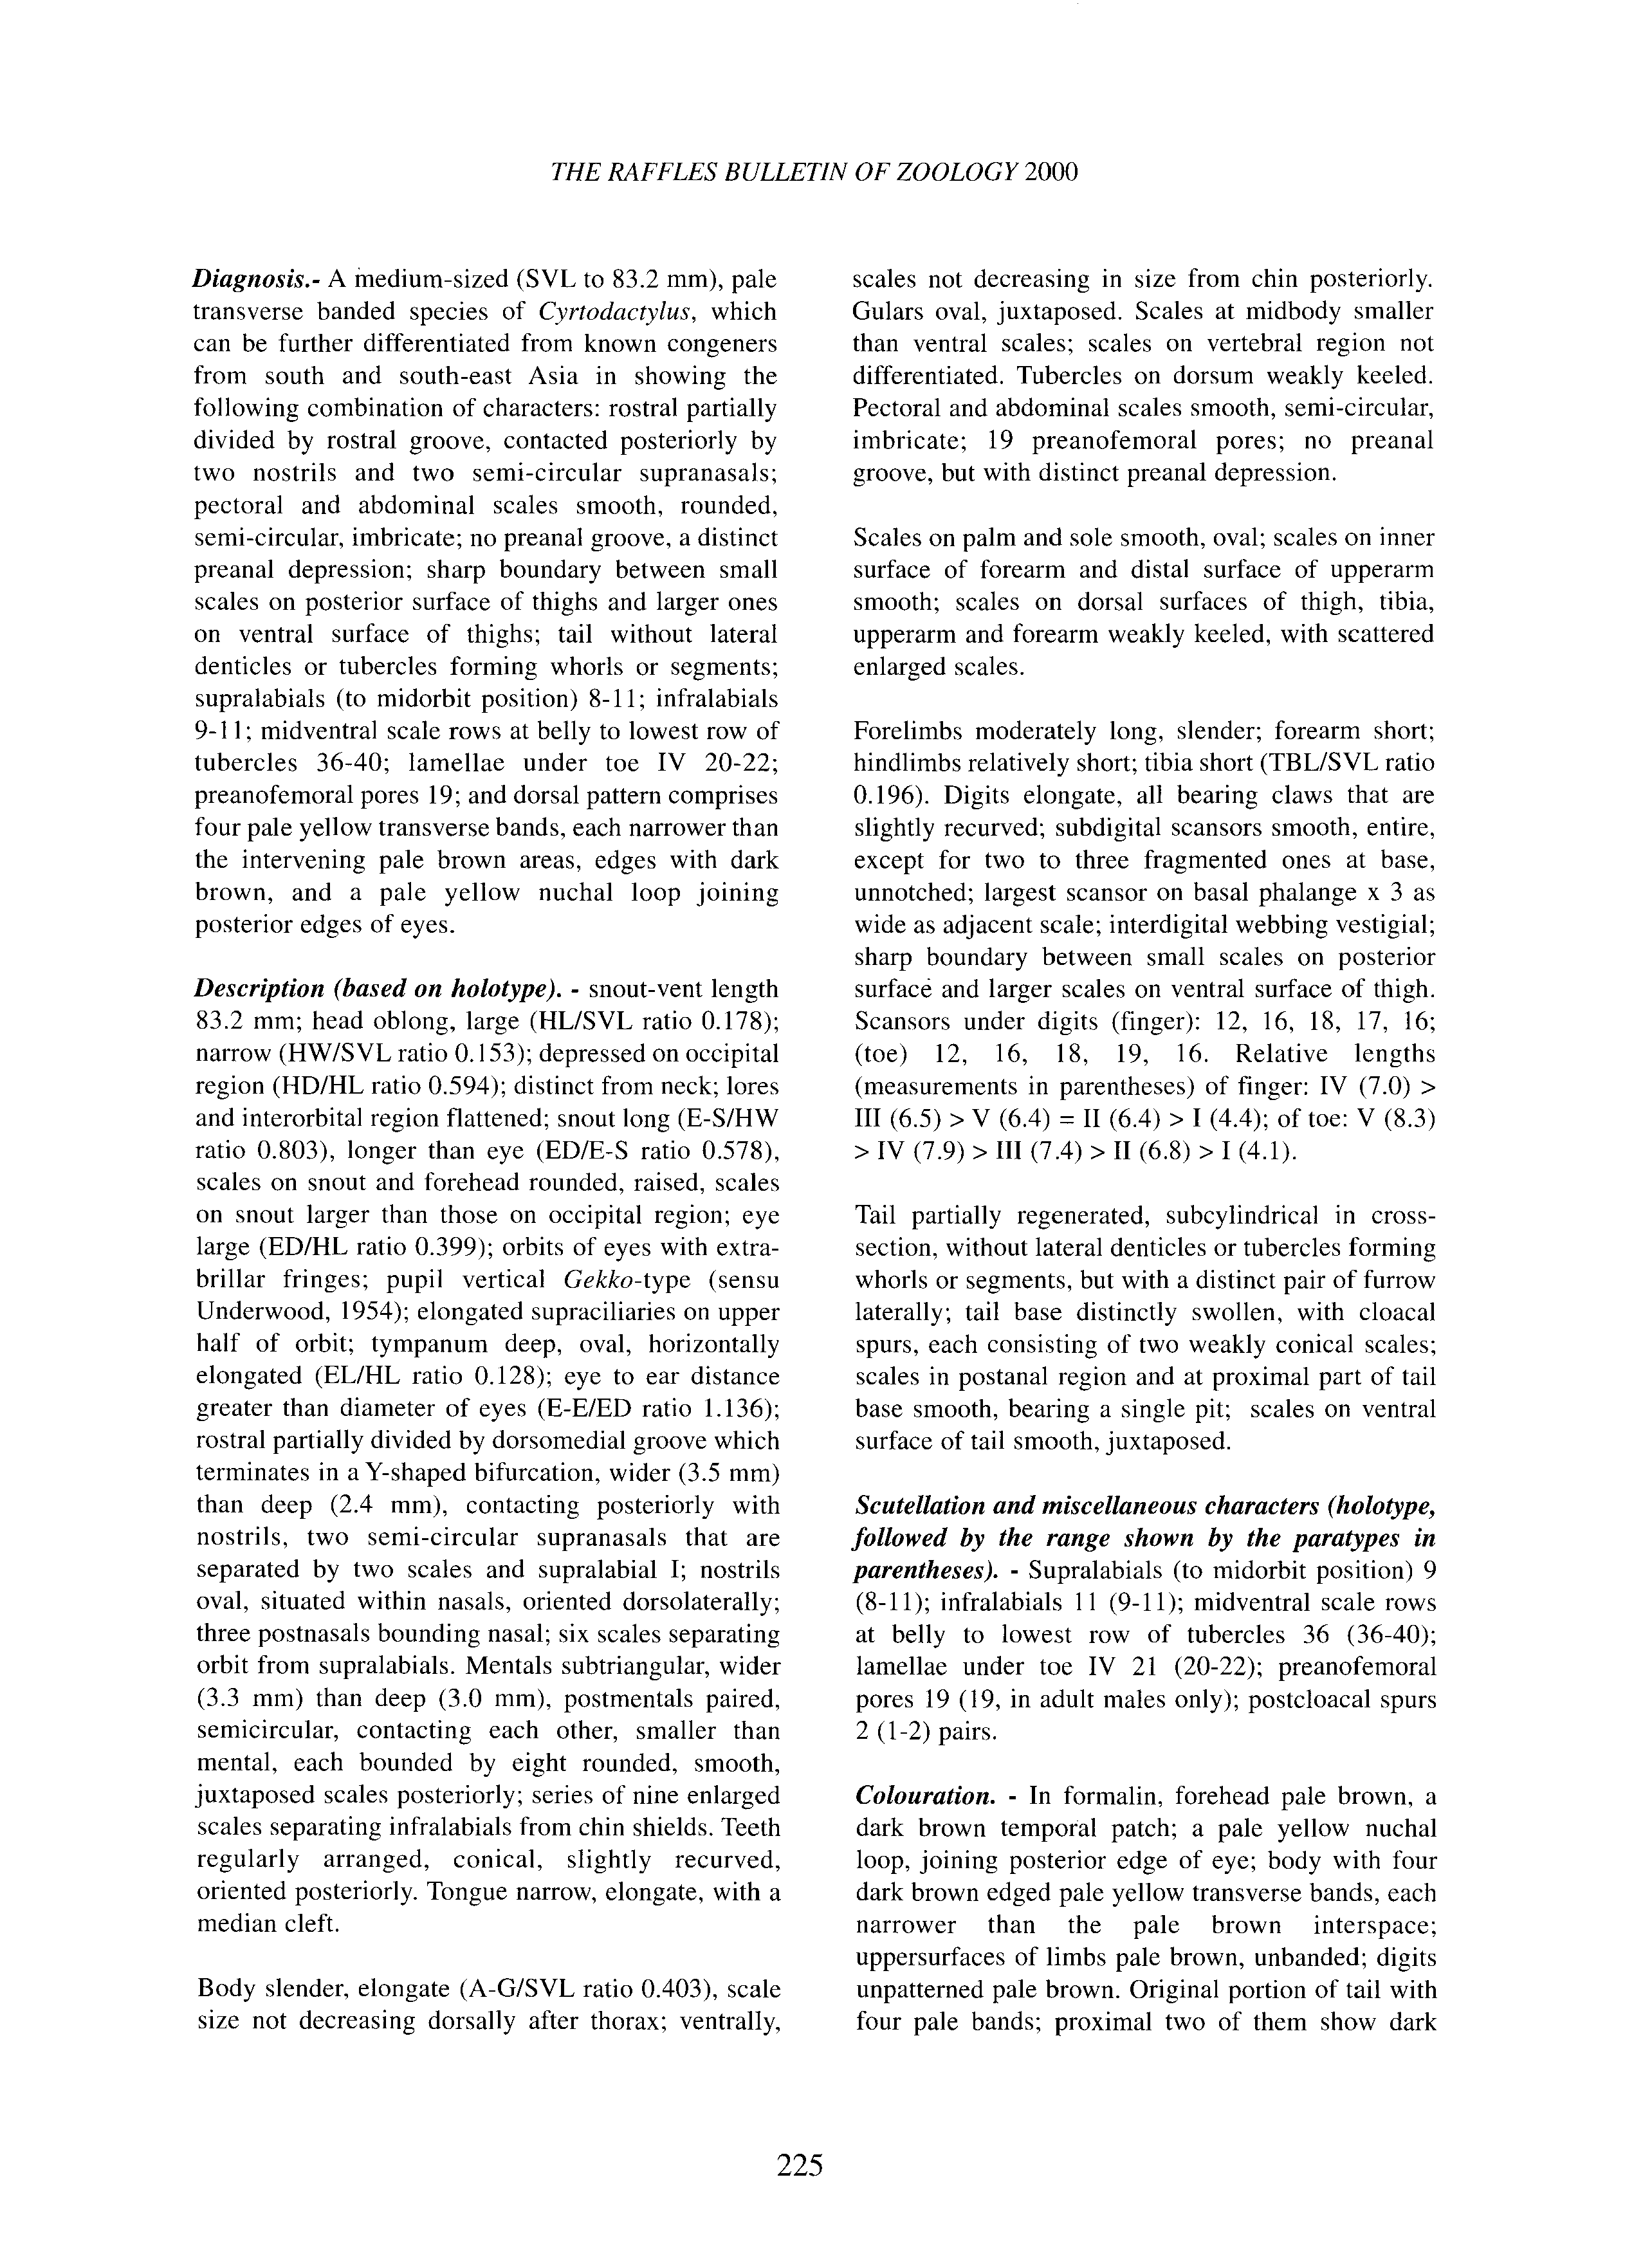 THE RAFFLES BULLETIN OF ZOOLOGY 2000
Diagnosis.- A medium-sized (SVL to 83.2 mm), pale
transverse banded species of Cyrtodactylus, which
can be further differentiated from known congeners
from south and south-east Asia in showing the
following combination of characters: rostral partially
divided by rostral groove, contacted posteriorly by
two nostrils and two semi-circular supranasals;
pectoral and abdominal scales smooth, rounded,
semi-circular, imbricate; no preanal groove, a distinct
preanal depression; sharp boundary between small
scales on posterior surface of thighs and larger ones
on ventral surface of thighs; tail without lateral
denticles or tubercles forming whorls or segments;
supralabials (to midorbit position) 8-11; infralabials
9-11; midventral scale rows at belly to lowest row of
tubercles 36-40; lamellae under toe IV 20-22;
preanofemoral pores 19; and dorsal pattern comprises
four pale yellow transverse bands, each narrower than
the intervening pale brown areas, edges with dark
brown, and a pale yellow nuchal loop joining
posterior edges of eyes.
Description (based on holotype). - snout-vent length
83.2 mm; head oblong, large (HL/SVL ratio 0.178);
narrow (HW/SVL ratio 0.153); depressed on occipital
region (HD/HL ratio 0.594); distinct from neck; lores
and interorbital region flattened; snout long (E-S/HW
ratio 0.803), longer than eye (ED/E-S ratio 0.578),
scales on snout and forehead rounded, raised, scales
on snout larger than those on occipital region; eye
large (ED/HL ratio 0.399); orbits of eyes with extra-
brillar fringes; pupil vertical Gekko-type (sensu
Underwood, 1954); elongated supraciliaries on upper
half of orbit; tympanum deep, oval, horizontally
elongated (EL/HL ratio 0.128); eye to ear distance
greater than diameter of eyes (E-E/ED ratio 1.136);
rostral partially divided by dorsomedial groove which
terminates in a Y-shaped bifurcation, wider (3.5 mm)
than deep (2.4 mm), contacting posteriorly with
nostrils, two semi-circular supranasals that are
separated by two scales and supralabial I; nostrils
oval, situated within nasals, oriented dorsolaterally;
three postnasals bounding nasal; six scales separating
orbit from supralabials. Mentals subtriangular, wider
(3.3 mm) than deep (3.0 mm), postmentals paired,
semicircular, contacting each other, smaller than
mental, each bounded by eight rounded, smooth,
juxtaposed scales posteriorly; series of nine enlarged
scales separating infralabials from chin shields. Teeth
regularly arranged, conical, slightly recurved,
oriented posteriorly. Tongue narrow, elongate, with a
median cleft.
Body slender, elongate (A-G/SVL ratio 0.403), scale
size not decreasing dorsally after thorax; ventrally,
scales not decreasing in size from chin posteriorly.
Gulars oval, juxtaposed. Scales at midbody smaller
than ventral scales; scales on vertebral region not
differentiated. Tubercles on dorsum weakly keeled.
Pectoral and abdominal scales smooth, semi-circular,
imbricate; 19 preanofemoral pores; no preanal
groove, but with distinct preanal depression.
Scales on palm and sole smooth, oval; scales on inner
surface of forearm and distal surface of upperarm
smooth; scales on dorsal surfaces of thigh, tibia,
upperarm and forearm weakly keeled, with scattered
enlarged scales.
Forelimbs moderately long, slender; forearm short;
hindlimbs relatively short; tibia short (TBL/SVL ratio
0.196). Digits elongate, all bearing claws that are
slightly recurved; subdigital scansors smooth, entire,
except for two to three fragmented ones at base,
unnotched; largest scansor on basal phalange x 3 as
wide as adjacent scale; interdigital webbing vestigial;
sharp boundary between small scales on posterior
surface and larger scales on ventral surface of thigh.
Scansors under digits (finger): 12, 16, 18, 17, 16;
(toe) 12, 16, 18, 19, 16. Relative lengths
(measurements in parentheses) of finger: IV (7.0) >
III (6.5) > V (6.4) = II (6.4) > I (4.4); of toe: V (8.3)
> IV (7.9) > III (7.4) > II (6.8) > I (4.1).
Tail partially regenerated, subcylindrical in cross-
section, without lateral denticles or tubercles forming
whorls or segments, but with a distinct pair of furrow
laterally; tail base distinctly swollen, with cloacal
spurs, each consisting of two weakly conical scales;
scales in postanal region and at proximal part of tail
base smooth, bearing a single pit; scales on ventral
surface of tail smooth, juxtaposed.
Scutellation and miscellaneous characters (holotype,
followed by the range shown by the paratypes in
parentheses). - Supralabials (to midorbit position) 9
(8-11); infralabials 11 (9-11); midventral scale rows
at belly to lowest row of tubercles 36 (36-40);
lamellae under toe IV 21 (20-22); preanofemoral
pores 19 (19, in adult males only); postcloacal spurs
2 (1-2) pairs.
Colouration. - In formalin, forehead pale brown, a
dark brown temporal patch; a pale yellow nuchal
loop, joining posterior edge of eye; body with four
dark brown edged pale yellow transverse bands, each
narrower than the pale brown interspace;
uppersurfaces of limbs pale brown, unbanded; digits
unpatterned pale brown. Original portion of tail with
four pale bands; proximal two of them show dark
225